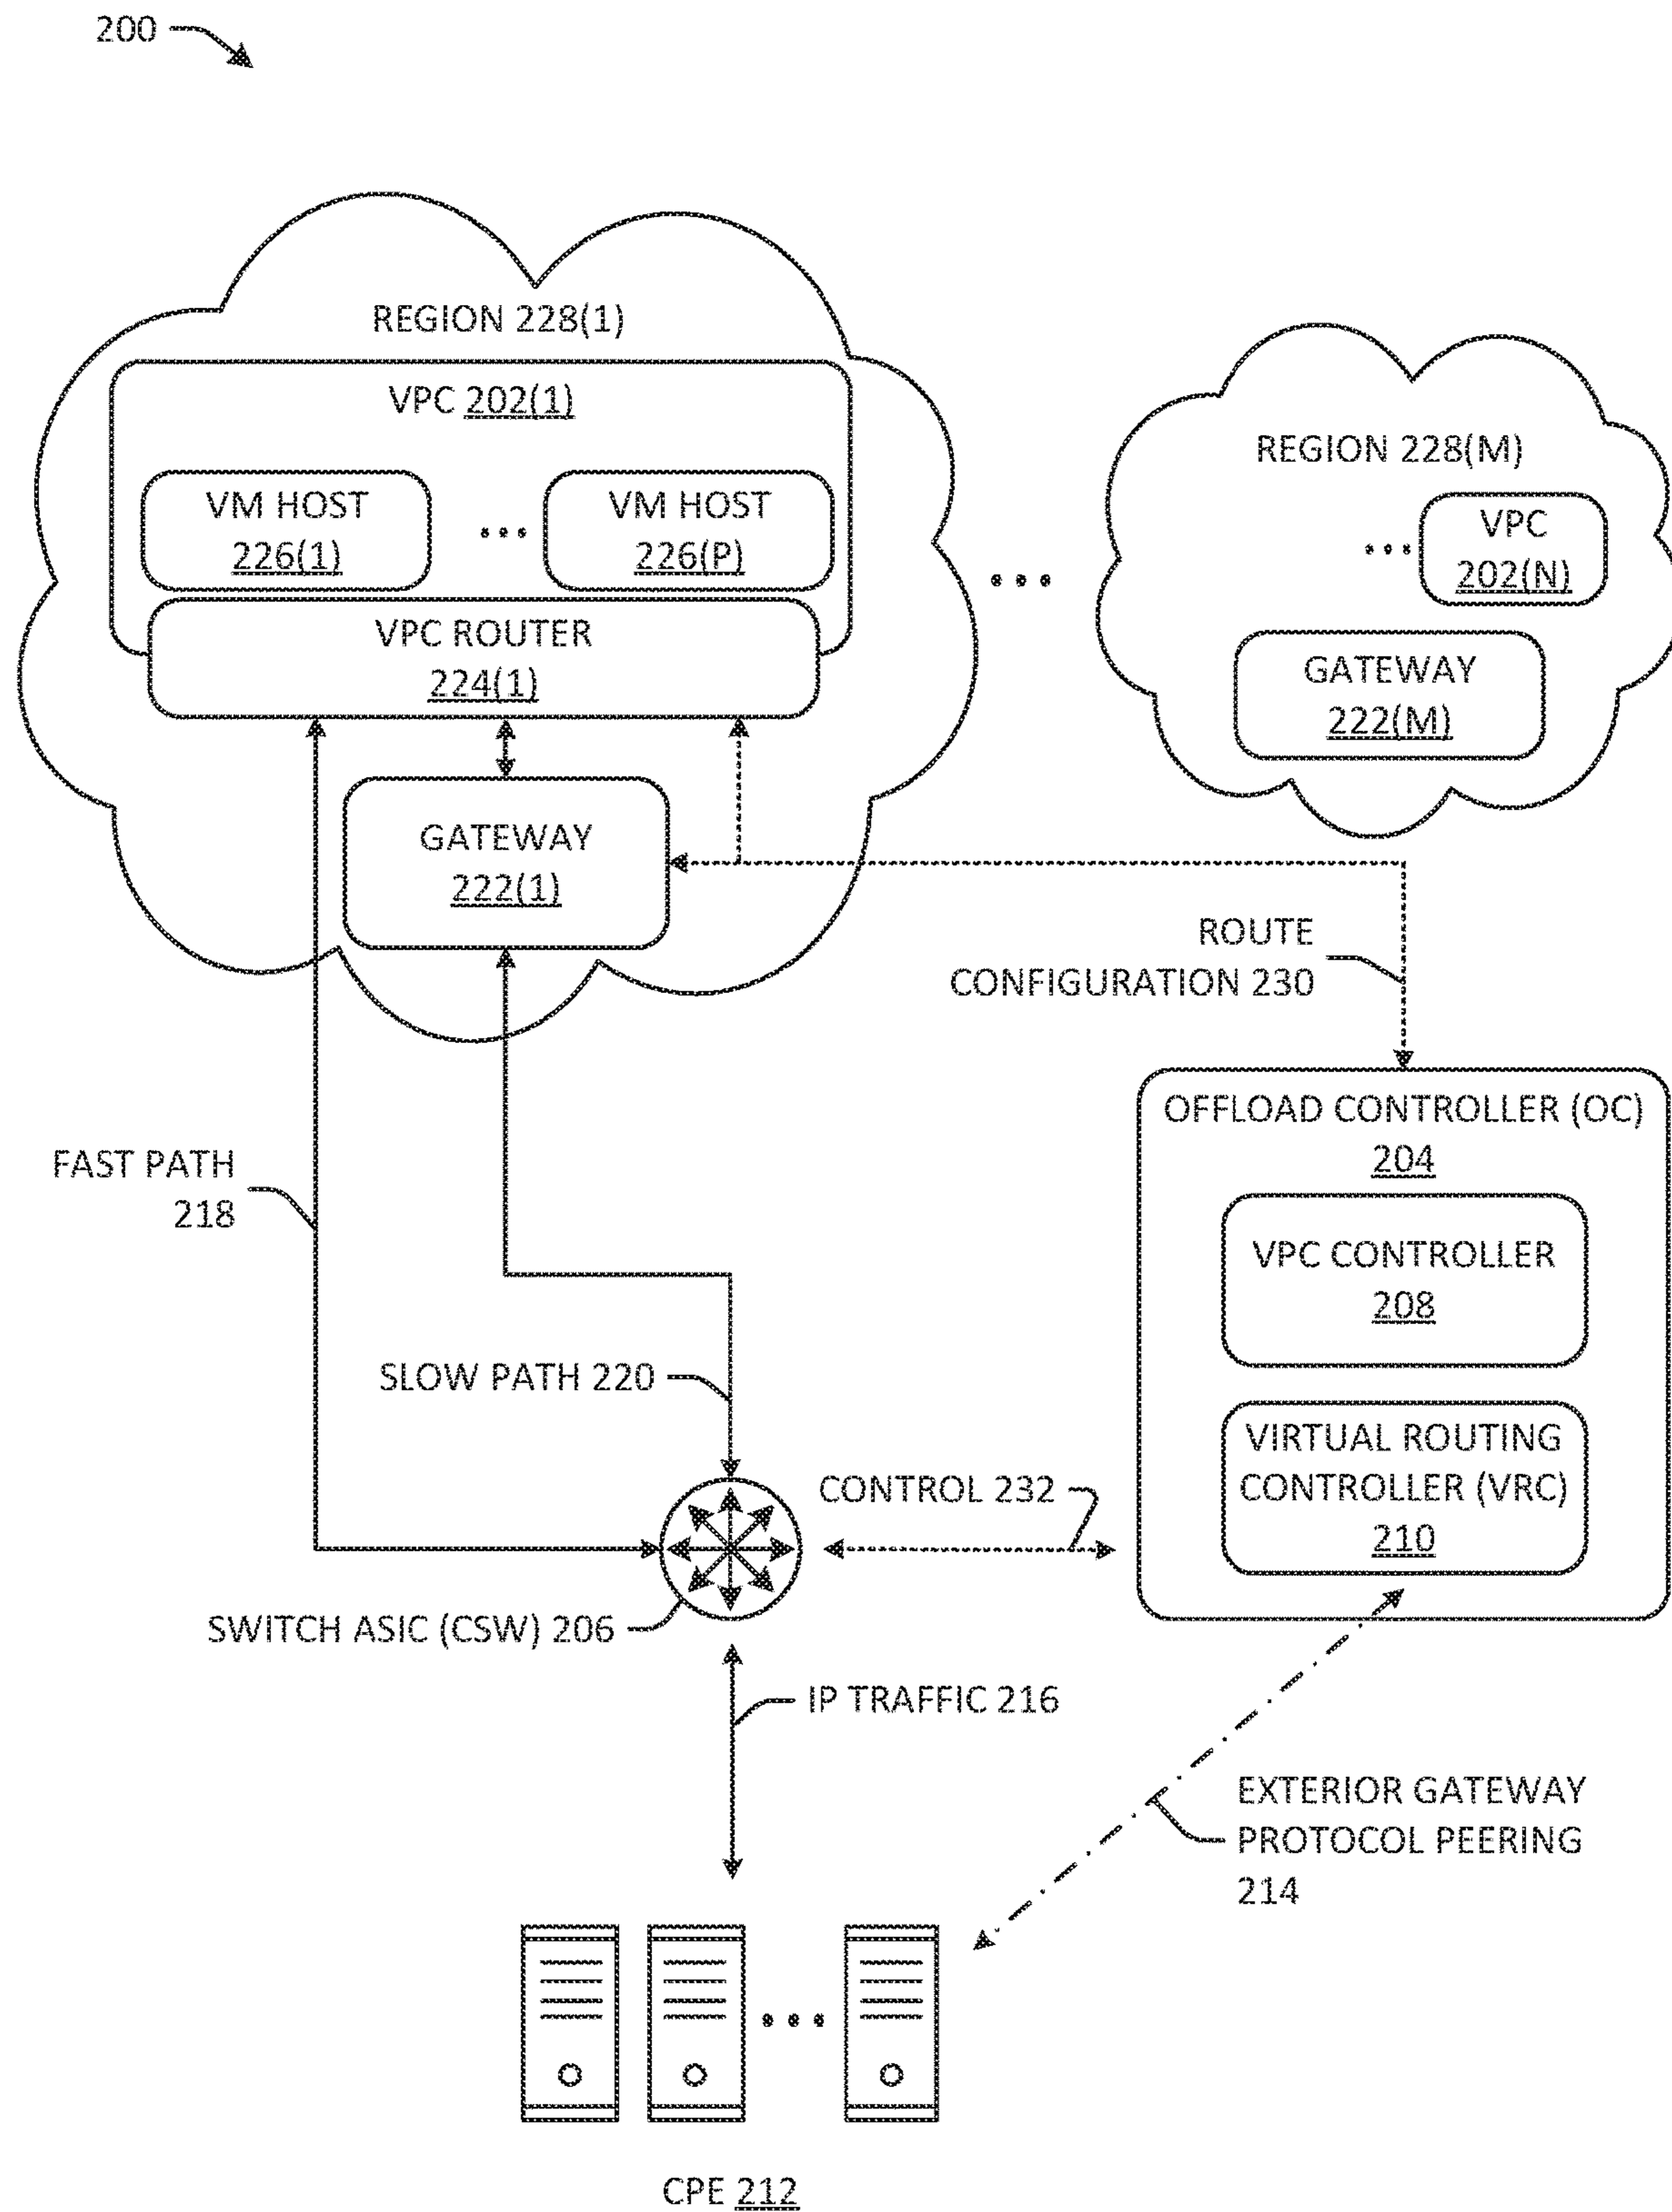 200
REGION 228(1)
VPC 202(1)
VM HOST
226(1)
...
VM HOST
226(P)
VPC ROUTER
224(1)
GATEWAY
222(1)
...
REGION 228(M)
...
VPC
202(N)
GATEWAY
222(M)
ROUTE
CONFIGURATION 230
OFFLOAD CONTROLLER (OC)
204
VPC CONTROLLER
208
VIRTUAL ROUTING
CONTROLLER (VRC)
210
FAST PATH
218
SLOW PATH 220
CONTROL 232
SWITCH ASIC (CSW) 206
IP TRAFFIC 216
EXTERIOR GATEWAY
PROTOCOL PEERING
214
...
CPE 212